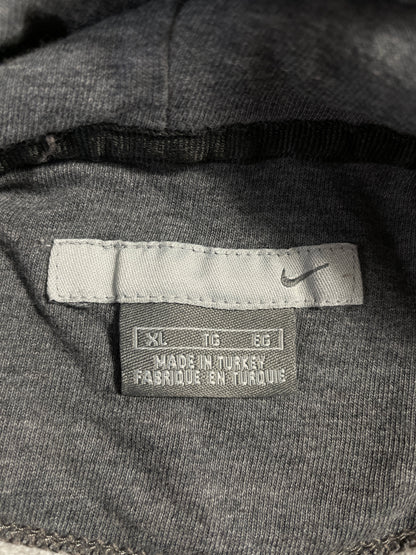 XL TG EG
MADE IN TURKEY
FABRIQUE EN TURQUIE